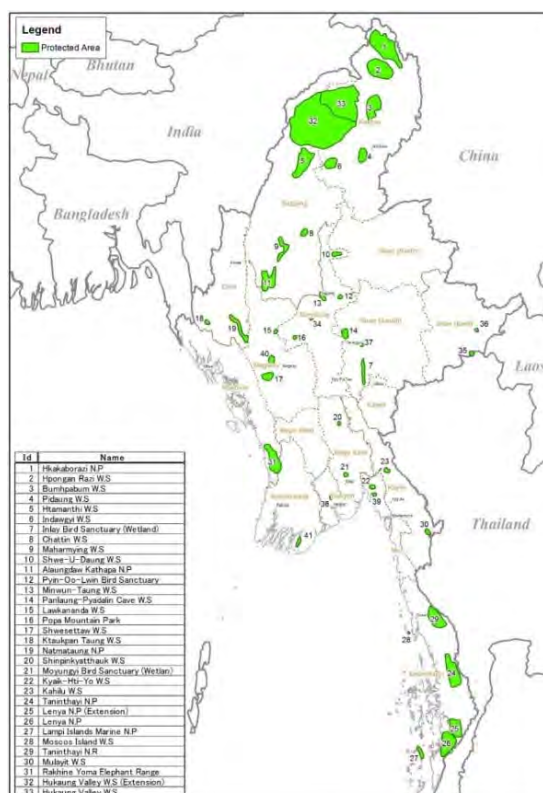 Legend
Protected Area
Nepal
Bhutan
India
China
Bangladesh
Laos
Thailand
Id Name
1 Hkakaborazi N.P
2 Hpongan Razi W.S
3 Bumhpabum W.S
4 Pidaung W.S
5 Htamanthi W.S
6 Indawgyi W.S
7 Inlay Bird Sanctuary (Wetland)
8 Chattin W.S
9 Maharmying W.S
10 Shwe-U-Daung W.S
11 Alaungdaw Kathapa N.P
12 Pyin-Oo-Lwin Bird Sanctuary
13 Minwun-Taung W.S
14 Panlaung-Pyadalin Cave W.S
15 Lawkananda W.S
16 Popa Mountain Park
17 Shwesettaw W.S
18 Ktaukpan Taung W.S
19 Natmataung N.P
20 Shinpinkyatthauk W.S
21 Moyungyi Bird Sanctuary (Wetlan)
22 Kyaik-Hti-Yo W.S
23 Kahilu W.S
24 Taninthayi N.P
25 Lenya N.P (Extension)
26 Lenya N.P
27 Lampi Islands Marine N.P
28 Moscos Island W.S
29 Taninthayi N.R
30 Mulayit W.S
31 Rakhine Yoma Elephant Range
32 Hukaung Valley W.S (Extension)
33 Hukaung Valley W.S